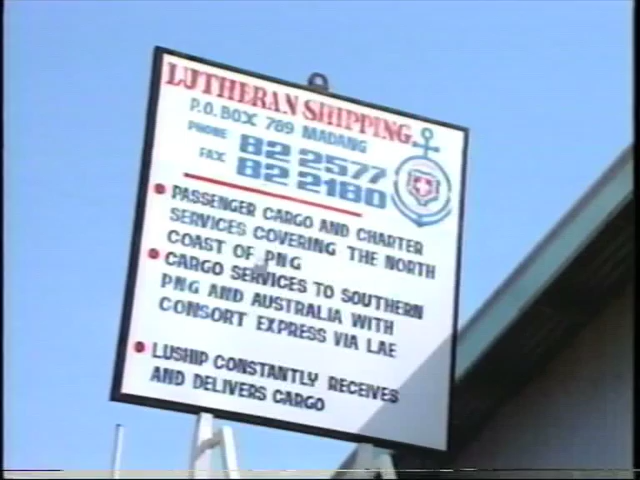 LUTHERAN SHIPPING
P.O. BOX 789 MADANG
PHONE 82 2577
FAX 82 2180
PASSENGER CARGO AND CHARTER
SERVICES COVERING THE NORTH
COAST OF PNG
CARGO SERVICES TO SOUTHERN
PNG AND AUSTRALIA WITH
CONSORT EXPRESS VIA LAE
LUSHIP CONSTANTLY RECEIVES
AND DELIVERS CARGO